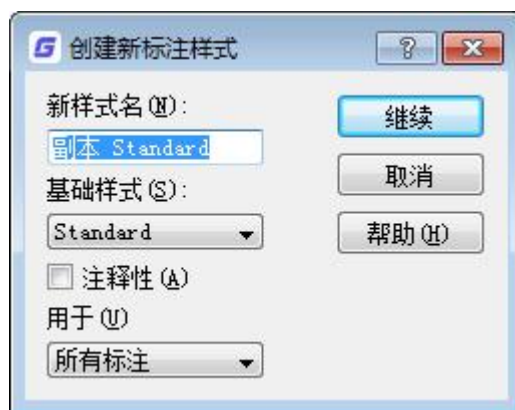 创建新标注样式
新样式名(N):
副本 Standard
基础样式(S):
Standard
注释性(A)
用于(U)
所有标注
继续
取消
帮助(H)